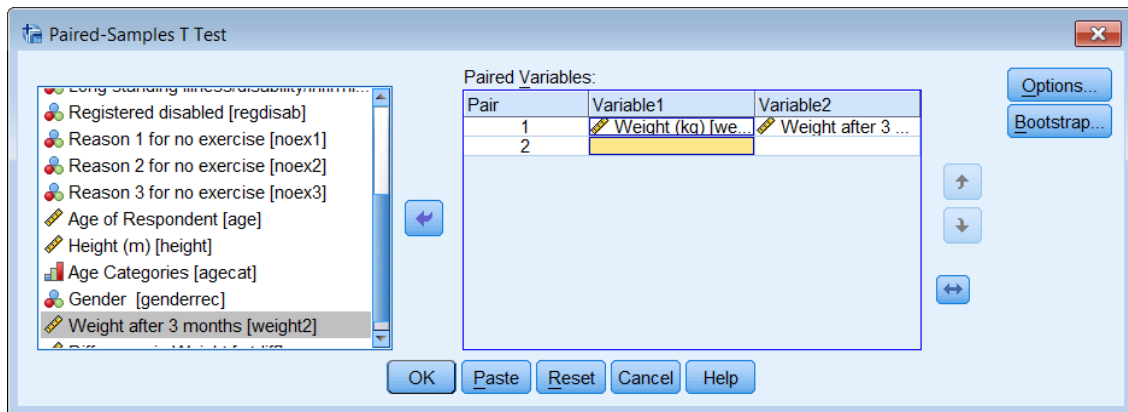 Paired-Samples T Test
Registered disabled [regdisab]
Reason 1 for no exercise [noex1]
Reason 2 for no exercise [noex2]
Reason 3 for no exercise [noex3]
Age of Respondent [age]
Height (m) [height]
Age Categories [agecat]
Gender [genderrec]
Weight after 3 months [weight2]
Paired Variables:
Pair Variable1 Variable2
1 Weight (kg) [we... Weight after 3 ...
2
Options...
Bootstrap...
OK Paste Reset Cancel Help